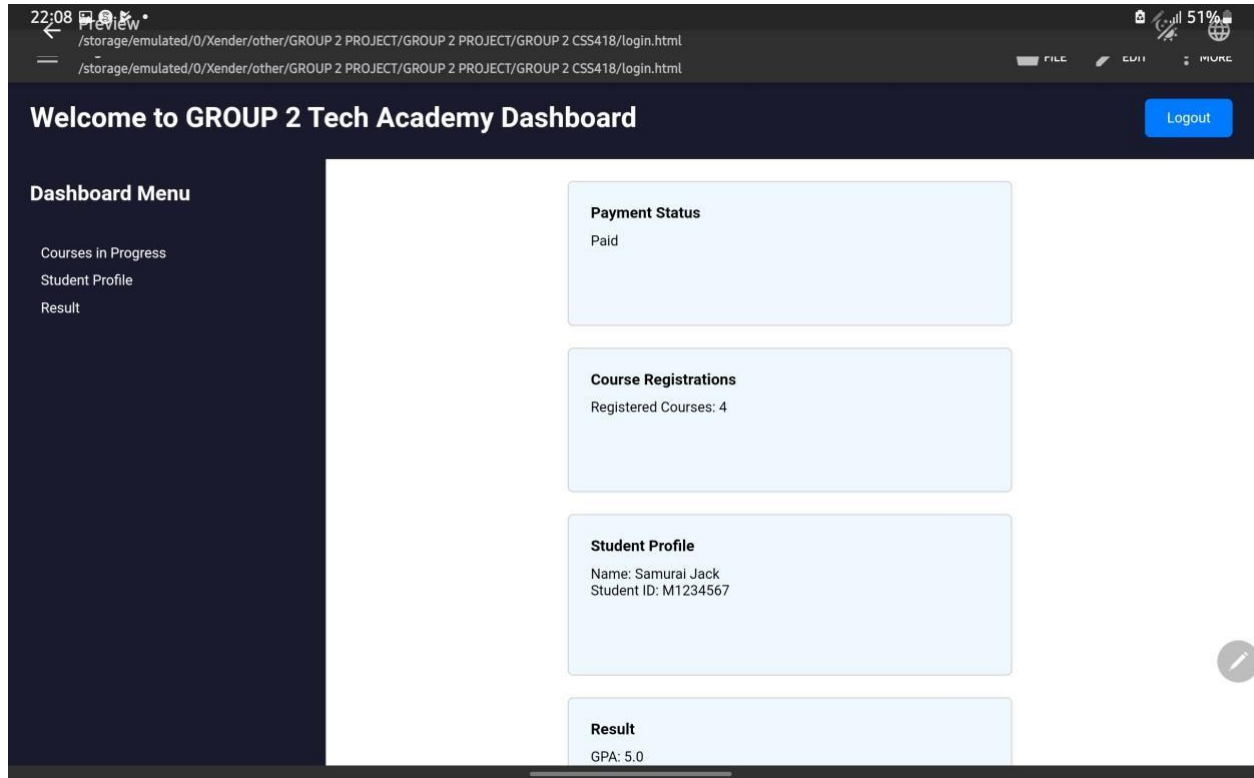 22:08
51%
Preview
/storage/emulated/0/Xender/other/GROUP 2 PROJECT/GROUP 2 PROJECT/GROUP 2 CSS418/login.html
/storage/emulated/0/Xender/other/GROUP 2 PROJECT/GROUP 2 PROJECT/GROUP 2 CSS418/login.html
FILE EDIT MORE
Welcome to GROUP 2 Tech Academy Dashboard
Logout
Dashboard Menu
Courses in Progress
Student Profile
Result
Payment Status
Paid
Course Registrations
Registered Courses: 4
Student Profile
Name: Samurai Jack
Student ID: M1234567
Result
GPA: 5.0